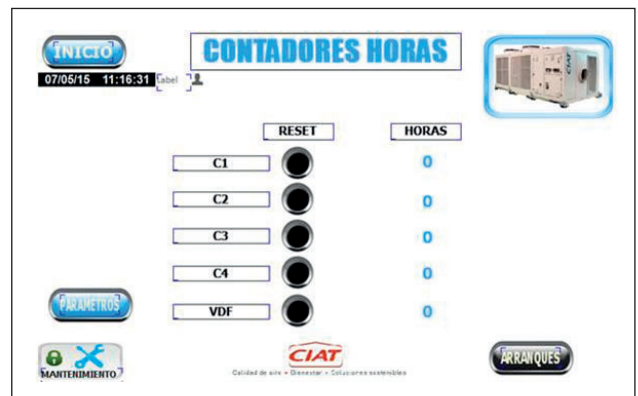 INICIO
CONTADORES HORAS
07/05/15 11:16:31 Label
CIAT
RESET HORAS
C1 0
C2 0
C3 0
C4 0
PARAMETROS
VDF 0
MANTENIMIENTO
CIAT
Calidad de aire • Bienestar • Soluciones sostenibles
ARRANQUES